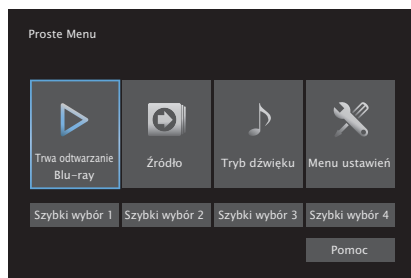 Proste Menu
Trwa odtwarzanie
Blu-ray
Źródło
Tryb dźwięku
Menu ustawień
Szybki wybór 1
Szybki wybór 2
Szybki wybór 3
Szybki wybór 4
Pomoc